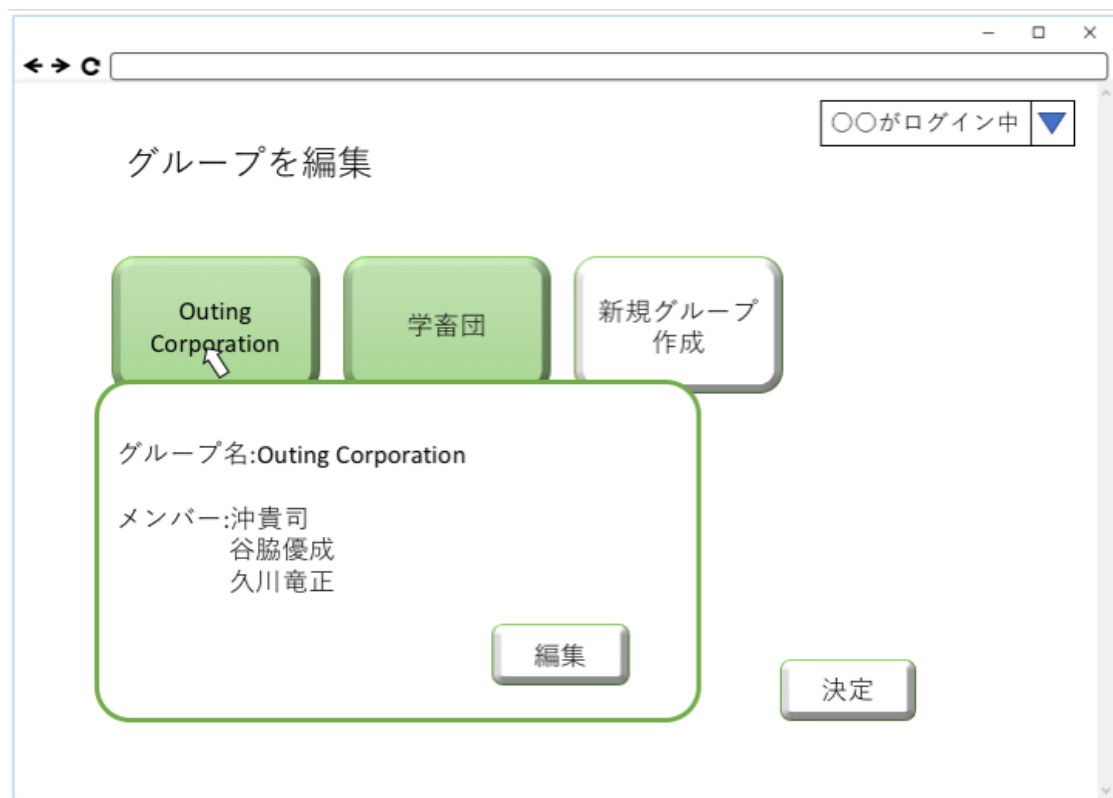 〇〇がログイン中
グループを編集
Outing
Corporation
学畜団
新規グループ
作成
グループ名:Outing Corporation
メンバー:沖貴司
谷脇優成
久川竜正
編集
決定